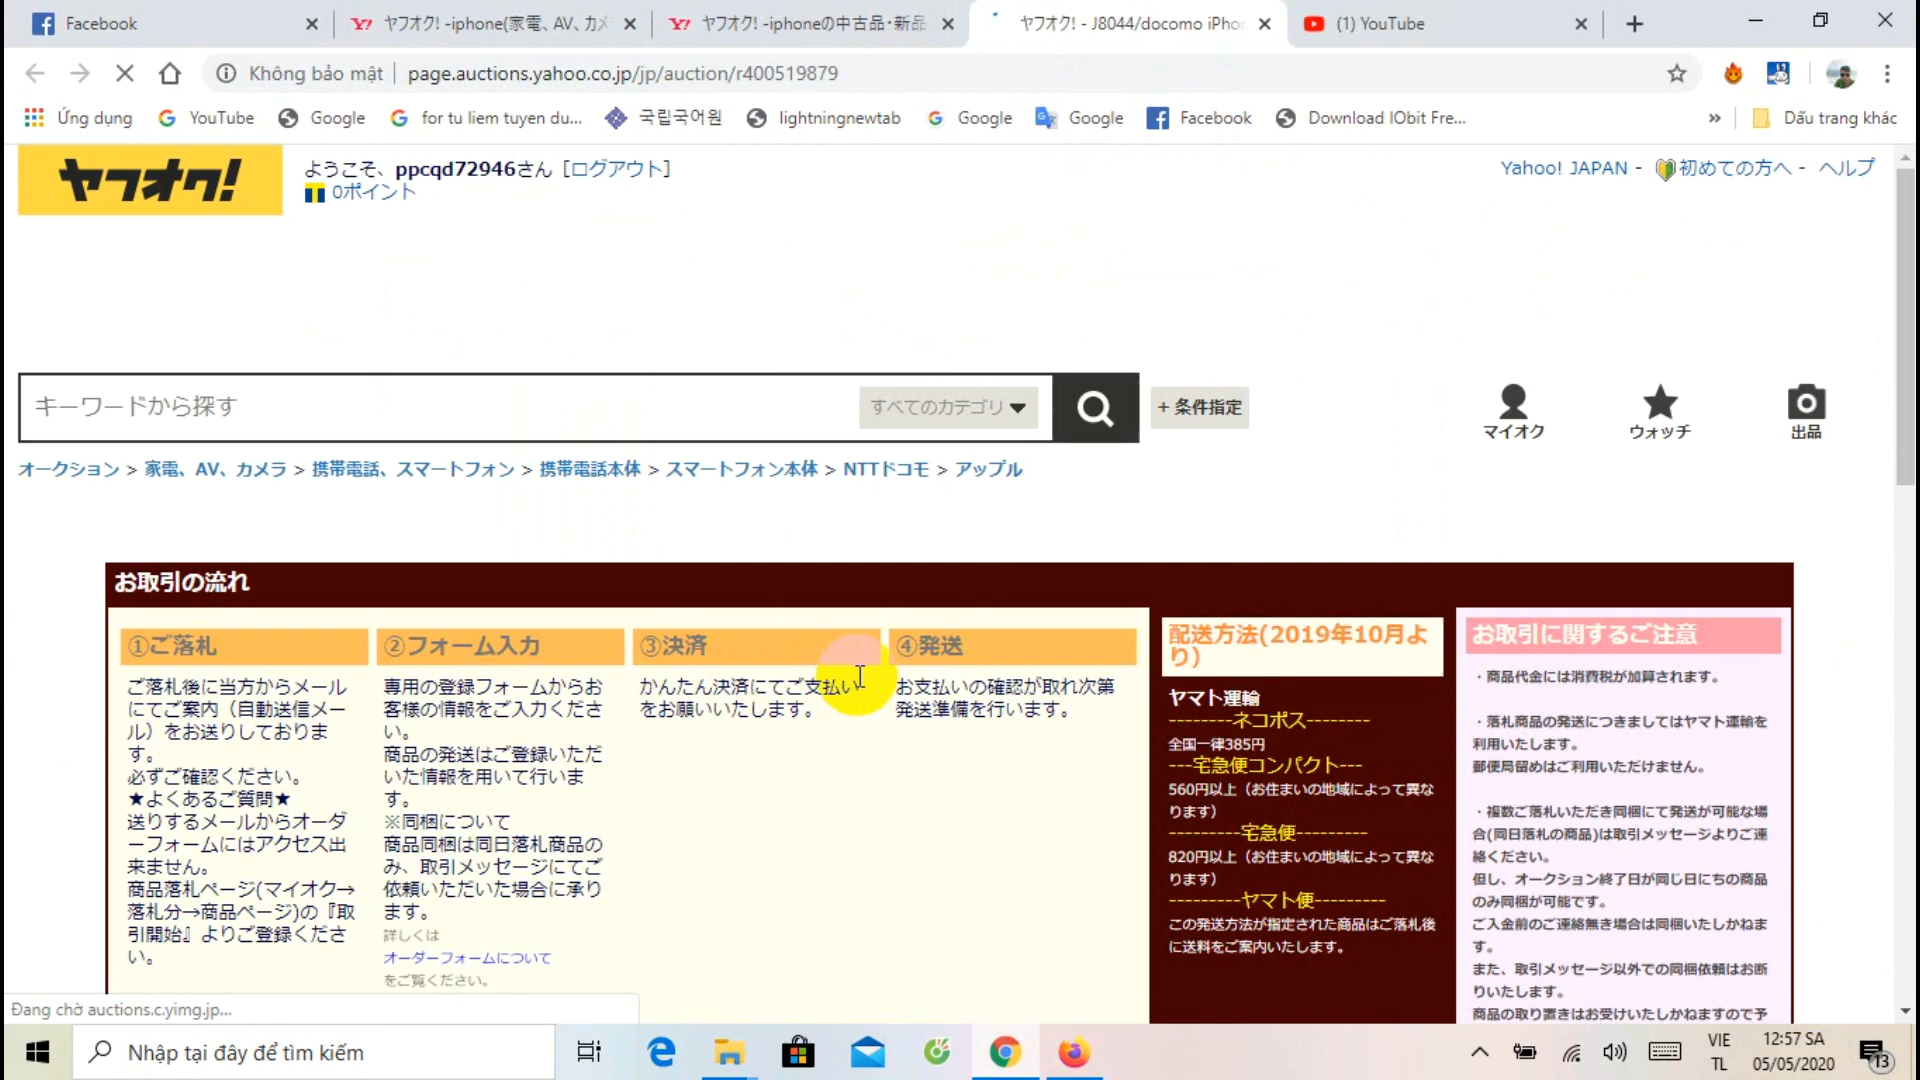 Facebook
ヤフオク! -iphone(家電、AV、カメ
ヤフオク! -iphoneの中古品・新品
ヤフオク! - J8044/docomo iPhon
(1) YouTube
Không bảo mật page.auctions.yahoo.co.jp/jp/auction/r400519879
Ứng dụng YouTube Google for tu liem tuyen du... 국립국어원 lightningnewtab Google Google Facebook Download IObit Fre... » Dấu trang khác
ヤフオク!
ようこそ、ppcqd72946さん [ログアウト]
0ポイント
Yahoo! JAPAN - 初めての方へ - ヘルプ
キーワードから探す すべてのカテゴリ
+ 条件指定
マイオク ウォッチ 出品
オークション > 家電、AV、カメラ > 携帯電話、スマートフォン > 携帯電話本体 > スマートフォン本体 > NTTドコモ > アップル
お取引の流れ
①ご落札
ご落札後に当方からメール
にてご案内（自動送信メー
ル）をお送りしておりま
す。
必ずご確認ください。
★よくあるご質問★
送りするメールからオーダ
ーフォームにはアクセス出
来ません。
商品落札ページ(マイオク→
落札分→商品ページ)の『取
引開始』よりご登録くださ
い。
②フォーム入力
専用の登録フォームからお
客様の情報をご入力くださ
い。
商品の発送はご登録いただ
いた情報を用いて行いま
す。
※同梱について
商品同梱は同日落札商品の
み、取引メッセージにてご
依頼いただいた場合に承り
ます。
詳しくは
オーダーフォームについて
をご覧ください。
③決済
かんたん決済にてご支払い
をお願いいたします。
④発送
お支払いの確認が取れ次第
発送準備を行います。
配送方法(2019年10月よ
り)
ヤマト運輸
--------ネコポス--------
全国一律385円
---宅急便コンパクト---
560円以上（お住まいの地域によって異な
ります）
---------宅急便---------
820円以上（お住まいの地域によって異な
ります）
---------ヤマト便---------
この発送方法が指定された商品はご落札後
に送料をご案内いたします。
お取引に関するご注意
・商品代金には消費税が加算されます。
・落札商品の発送につきましてはヤマト運輸を
利用いたします。
郵便局留めはご利用いただけません。
・複数ご落札いただき同梱にて発送が可能な場
合(同日落札の商品)は取引メッセージよりご連
絡ください。
但し、オークション終了日が同じ日にちの商品
のみ同梱が可能です。
ご入金前のご連絡無き場合は同梱いたしかねま
す。
また、取引メッセージ以外での同梱依頼はお断
りいたします。
商品の取り置きはお受けいたしかねますので予
Đang chờ auctions.c.yimg.jp...
Nhập tại đây để tìm kiếm
VIE
TL
12:57 SA
05/05/2020
13